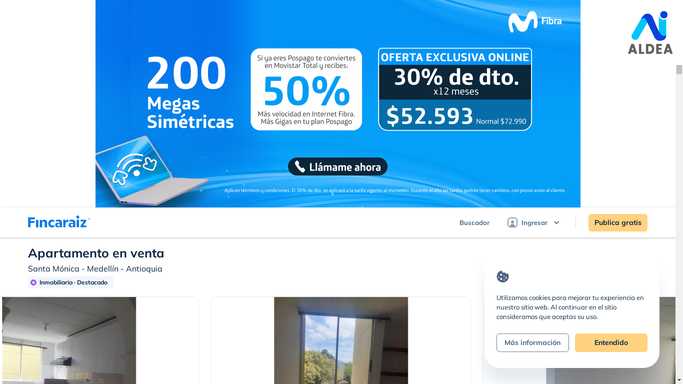 Fibra
ALDEA
200
Megas
Simétricas
Si ya eres Pospago te conviertes
en Movistar Total y recibes.
50%
Más velocidad en Internet Fibra.
Más Gigas en tu plan Pospago
OFERTA EXCLUSIVA ONLINE
30% de dto.
x12 meses
$52.593 Normal $72.990
Llámame ahora
Fincaraiz
Buscador
Ingresar
Publica gratis
Apartamento en venta
Santa Mónica - Medellín - Antioquia
Inmobiliario · Destacado
Utilizamos cookies para mejorar tu experiencia en
nuestro sitio web. Al continuar en el sitio
consideramos que aceptas su uso.
Más información
Entendido